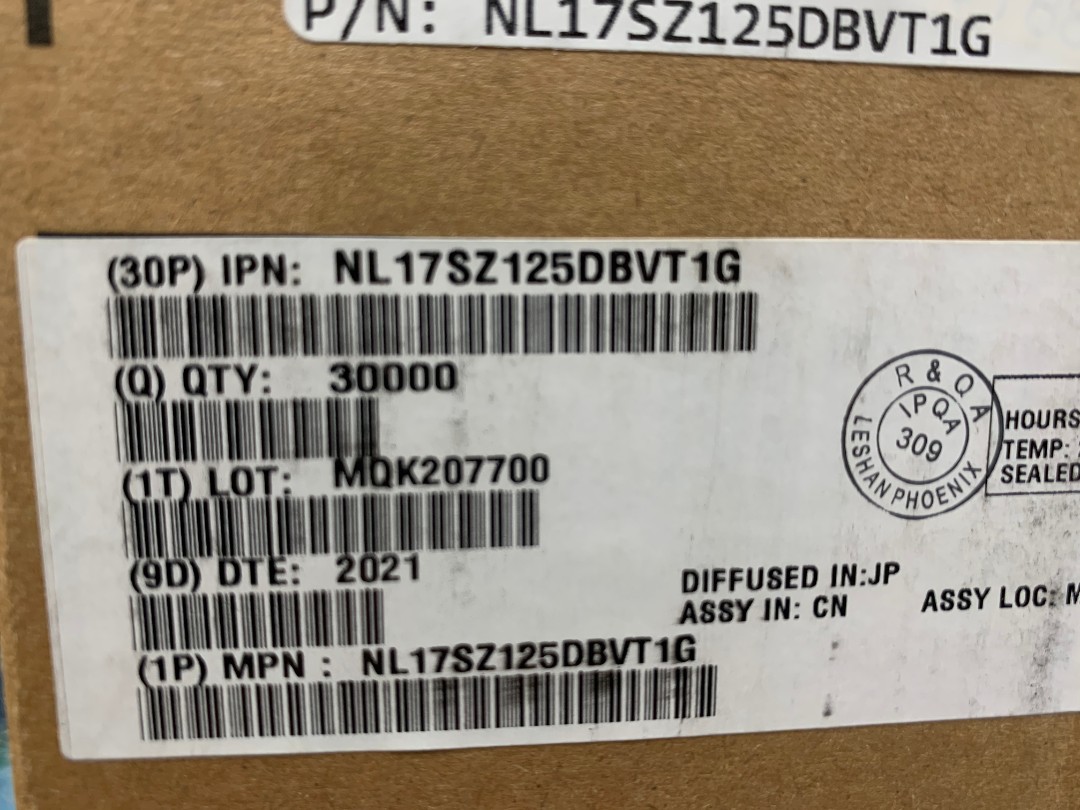 P/N: NL17SZ125DBVT1G
(30P) IPN: NL17SZ125DBVT1G
(Q) QTY: 30000
(1T) LOT: MQK207700
(9D) DTE: 2021
(1P) MPN : NL17SZ125DBVT1G
R & QA
IPQA
309
LESHAN PHOENIX
HOURS
TEMP:
SEALED
DIFFUSED IN:JP
ASSY IN: CN
ASSY LOC: